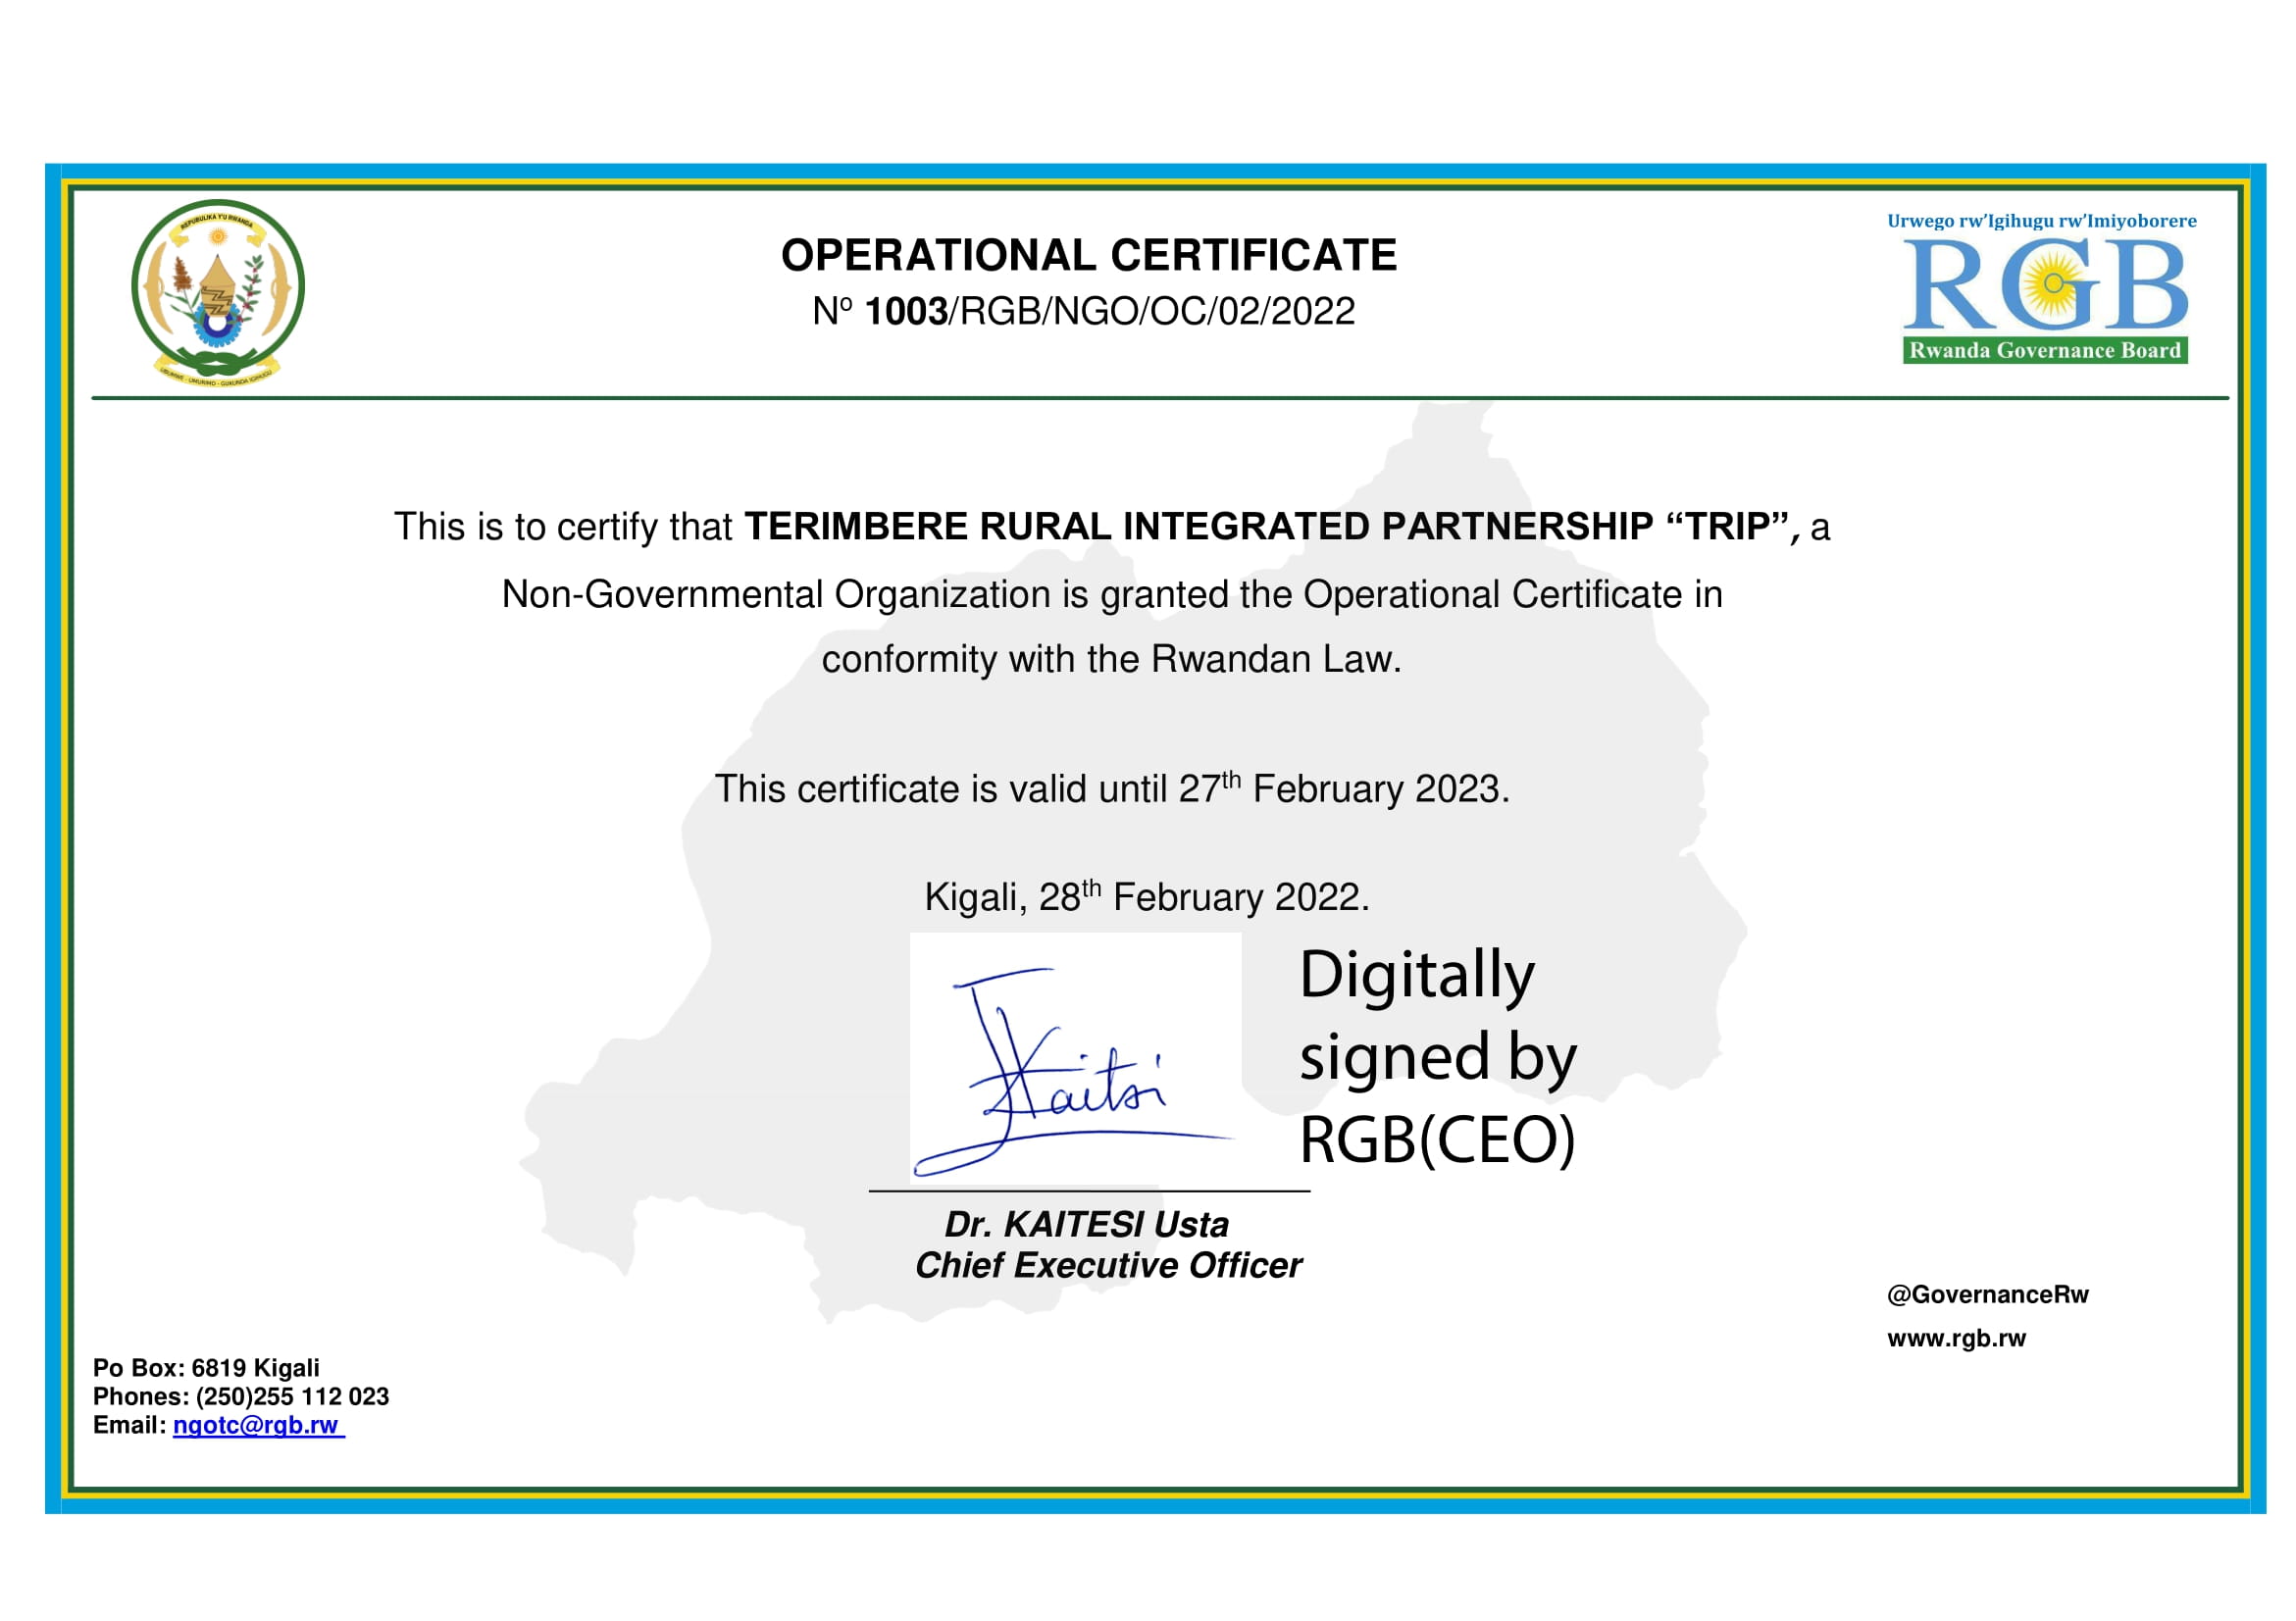 REPUBULIKA Y'U RWANDA
UBUMWE - UMURIMO - GUKUNDA IGIHUGU
OPERATIONAL CERTIFICATE
Nº 1003/RGB/NGO/OC/02/2022
Urwego rw'Igihugu rw'Imiyoborere
RGB
Rwanda Governance Board
This is to certify that TERIMBERE RURAL INTEGRATED PARTNERSHIP “TRIP”, a
Non-Governmental Organization is granted the Operational Certificate in
conformity with the Rwandan Law.
This certificate is valid until 27th February 2023.
Kigali, 28th February 2022.
Kaitesi
Digitally
signed by
RGB(CEO)
Dr. KAITESI Usta
Chief Executive Officer
@GovernanceRw
www.rgb.rw
Po Box: 6819 Kigali
Phones: (250)255 112 023
Email: ngotc@rgb.rw